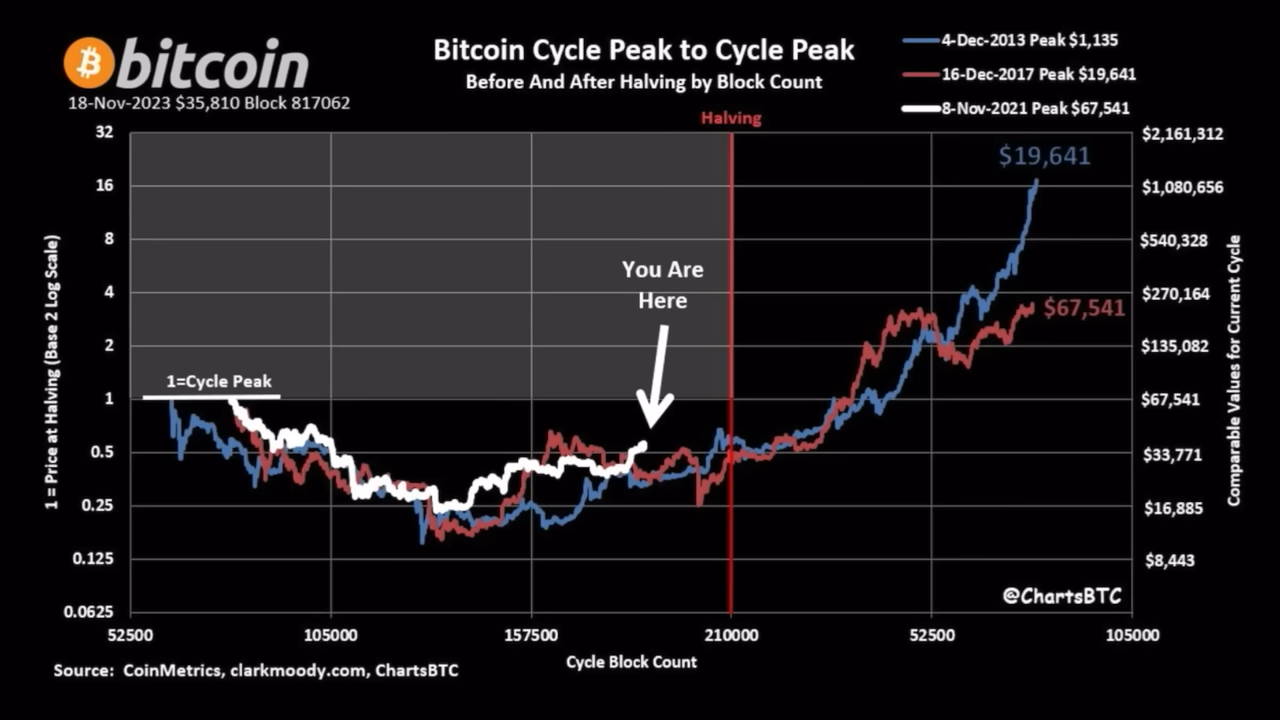 bitcoin
18-Nov-2023 $35,810 Block 817062
Bitcoin Cycle Peak to Cycle Peak
Before And After Halving by Block Count
4-Dec-2013 Peak $1,135
16-Dec-2017 Peak $19,641
8-Nov-2021 Peak $67,541
Halving
32
16
8
4
2
1
0.5
0.25
0.125
0.0625
1 = Price at Halving (Base 2 Log Scale)
$2,161,312
$1,080,656
$540,328
$270,164
$135,082
$67,541
$33,771
$16,885
$8,443
Comparable Values for Current Cycle
$19,641
$67,541
You Are
Here
1=Cycle Peak
@ChartsBTC
52500
105000
157500
210000
52500
105000
Cycle Block Count
Source: CoinMetrics, clarkmoody.com, ChartsBTC